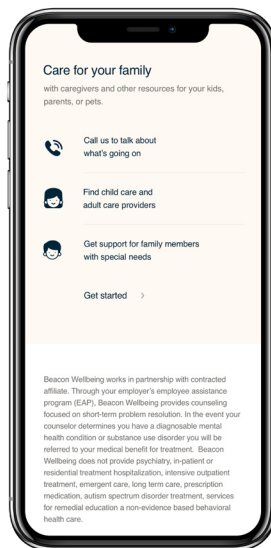 Care for your family
with caregivers and other resources for your kids,
parents, or pets.
Call us to talk about
what's going on
Find child care and
adult care providers
Get support for family members
with special needs
Get started
Beacon Wellbeing works in partnership with contracted
affiliate. Through your employer's employee assistance
program (EAP), Beacon Wellbeing provides counseling
focused on short-term problem resolution. In the event your
counselor determines you have a diagnosable mental
health condition or substance use disorder you will be
referred to your medical benefit for treatment. Beacon
Wellbeing does not provide psychiatry, in-patient or
residential treatment hospitalization, intensive outpatient
treatment, emergent care, long term care, prescription
medication, autism spectrum disorder treatment, services
for remedial education a non-evidence based behavioral
health care.